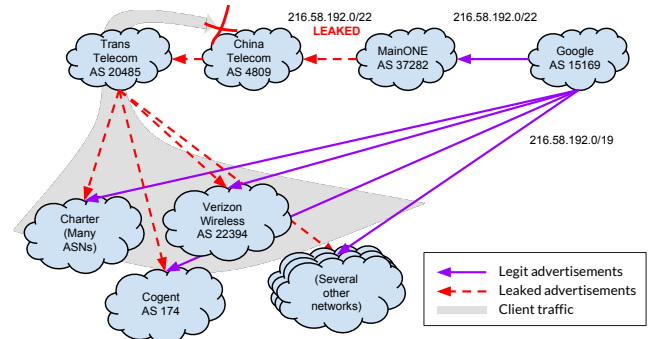 216.58.192.0/22
216.58.192.0/22
LEAKED
Trans
Telecom
AS 20485
China
Telecom
AS 4809
MainONE
AS 37282
Google
AS 15169
216.58.192.0/19
Charter
(Many
ASNs)
Verizon
Wireless
AS 22394
Cogent
AS 174
(Several
other
networks)
Legit advertisements
Leaked advertisements
Client traffic